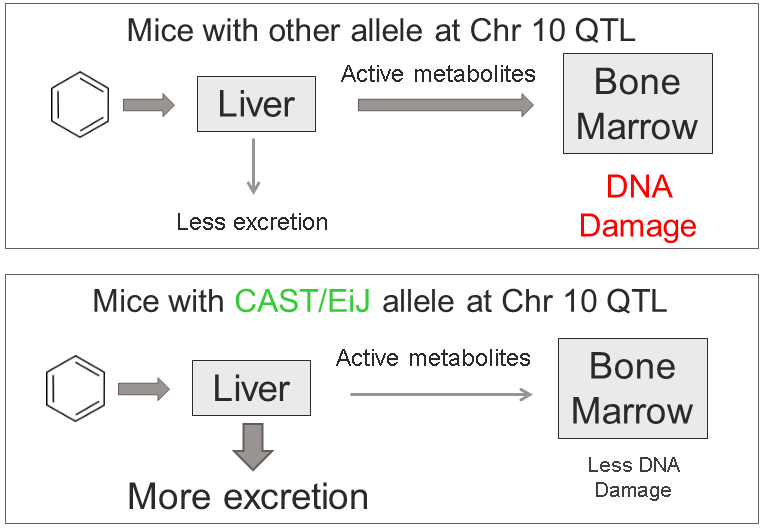 Mice with other allele at Chr 10 QTL
Active metabolites
Liver
Bone
Marrow
Less excretion
DNA
Damage
Mice with CAST/EiJ allele at Chr 10 QTL
Active metabolites
Liver
Bone
Marrow
More excretion
Less DNA
Damage